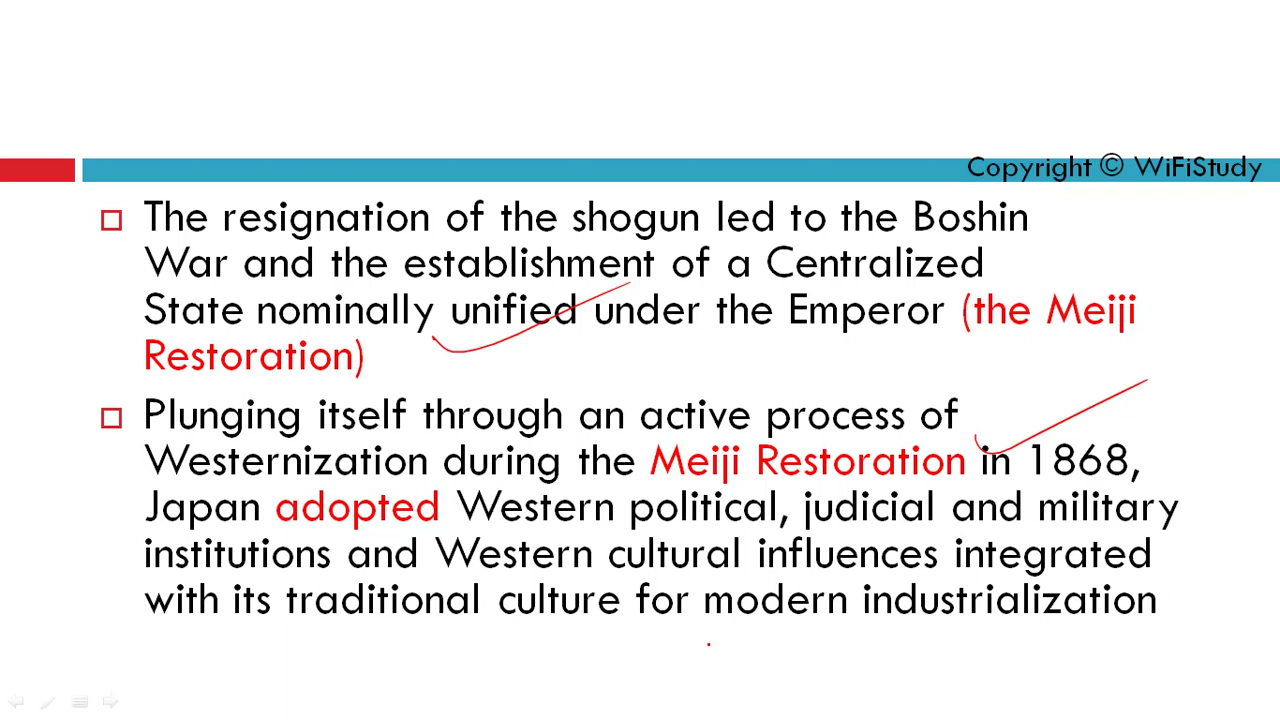 Copyright © WiFiStudy
The resignation of the shogun led to the Boshin
War and the establishment of a Centralized
State nominally unified under the Emperor (the Meiji
Restoration)
Plunging itself through an active process of
Westernization during the Meiji Restoration in 1868,
Japan adopted Western political, judicial and military
institutions and Western cultural influences integrated
with its traditional culture for modern industrialization